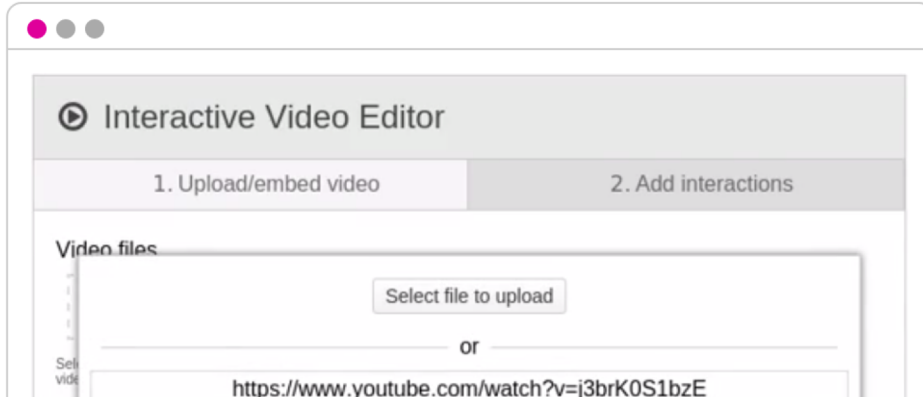 Interactive Video Editor
1. Upload/embed video
2. Add interactions
Video files
Select file to upload
or
https://www.youtube.com/watch?v=j3brK0S1bzE